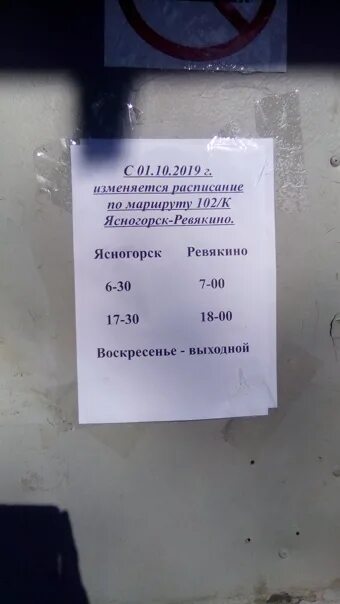 С 01.10.2019 г.
изменяется расписание
по маршруту 102/К
Ясногорск-Ревякино.
Ясногорск Ревякино
6-30 7-00
17-30 18-00
Воскресенье - выходной